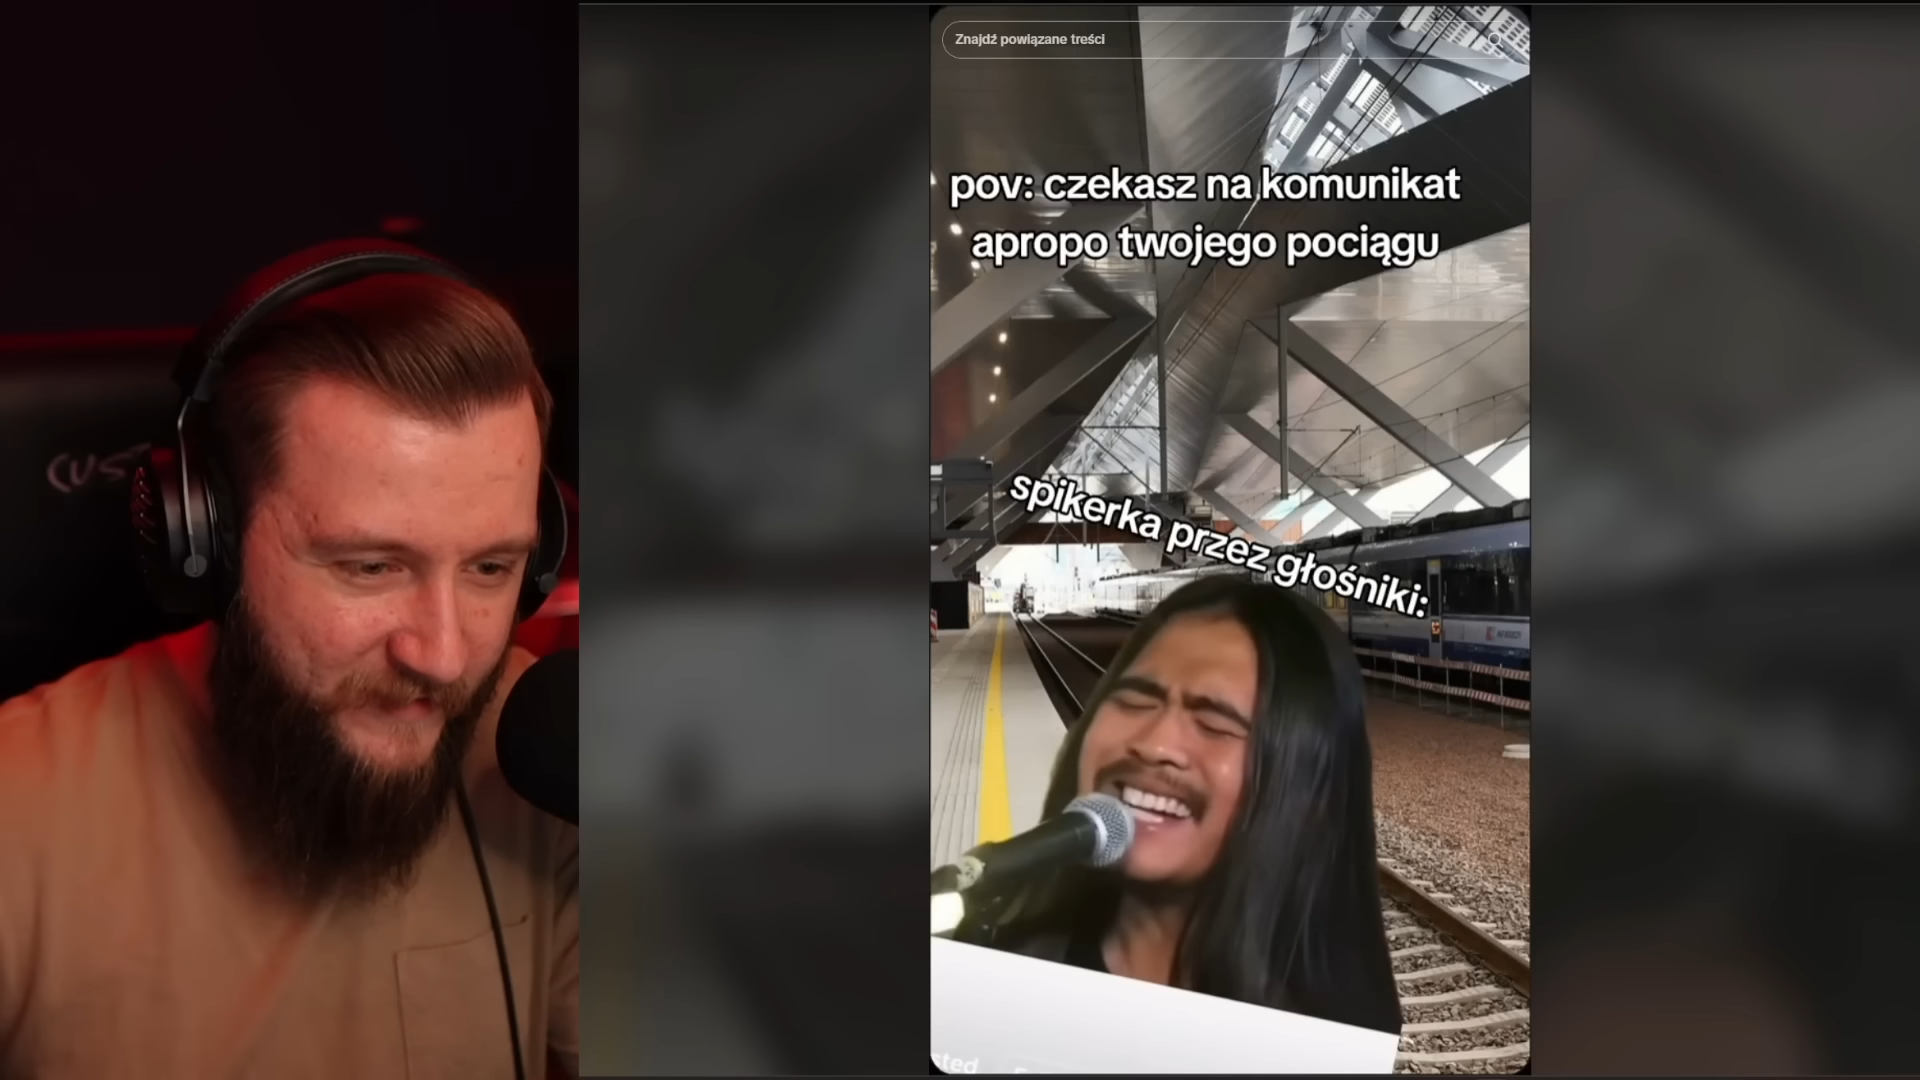 Znajdź powiązane treści
pov: czekasz na komunikat
apropo twojego pociągu
spikerka przez głośniki: